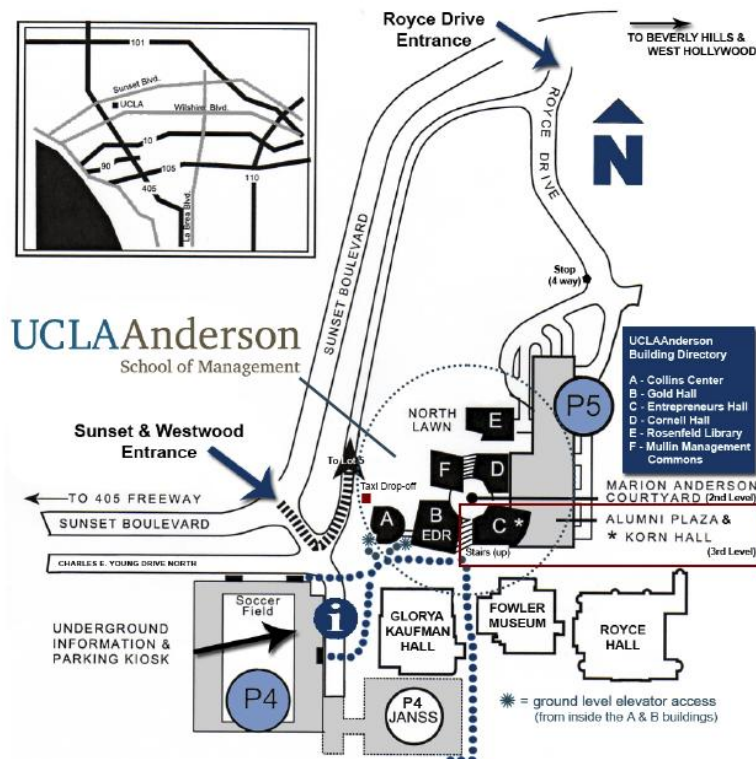 Royce Drive
Entrance
TO BEVERLY HILLS &
WEST HOLLYWOOD
101
Sunset Blvd.
UCLA
Wilshire Blvd.
10
90
105
405
La Brea Blvd.
110
ROYCE DRIVE
N
SUNSET BOULEVARD
Stop
(4 way)
UCLAAnderson
School of Management
UCLAAnderson
Building Directory
A - Collins Center
B - Gold Hall
C - Entrepreneurs Hall
D - Cornell Hall
E - Rosenfeld Library
F - Mullin Management
Commons
P5
NORTH
LAWN
E
Sunset & Westwood
Entrance
To Lot 5
F
D
Taxi Drop-off
MARION ANDERSON
COURTYARD (2nd Level)
TO 405 FREEWAY
SUNSET BOULEVARD
A
B
EDR
C *
ALUMNI PLAZA &
* KORN HALL
(3rd Level)
Stairs (up)
CHARLES E. YOUNG DRIVE NORTH
Soccer
Field
i
UNDERGROUND
INFORMATION &
PARKING KIOSK
GLORYA
KAUFMAN
HALL
FOWLER
MUSEUM
ROYCE
HALL
P4
P4
JANSS
* = ground level elevator access
(from inside the A & B buildings)